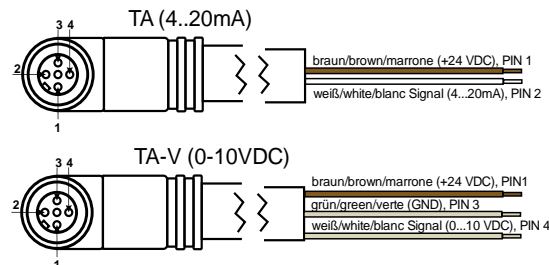 TA (4..20mA)
3 4
2
1
braun/brown/marrone (+24 VDC), PIN 1
weiß/white/blanc Signal (4...20mA), PIN 2
TA-V (0-10VDC)
3 4
2
1
braun/brown/marrone (+24 VDC), PIN1
grün/green/verte (GND), PIN 3
weiß/white/blanc Signal (0...10 VDC), PIN 4